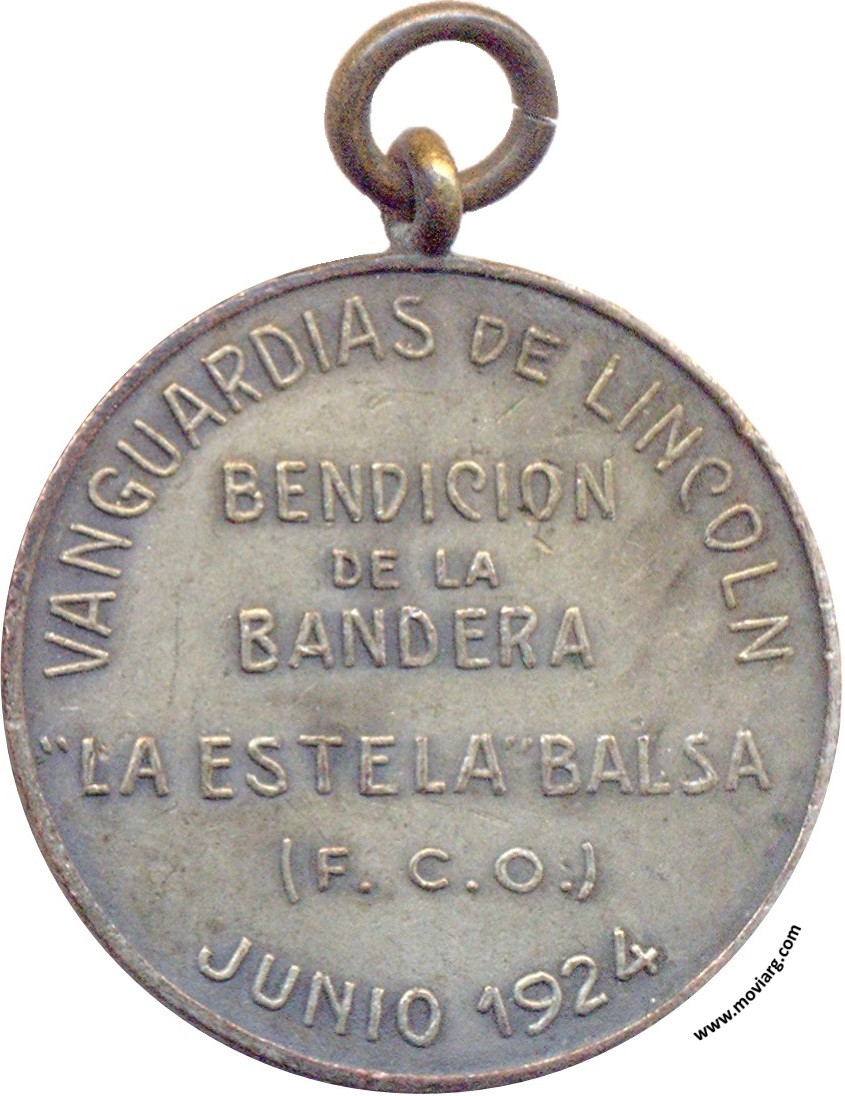 VANGUARDIAS DE LINCOLN
BENDICION
DE LA
BANDERA
"LA ESTELA" BALSA
(F. C. O.)
JUNIO 1924
www.moviarg.com